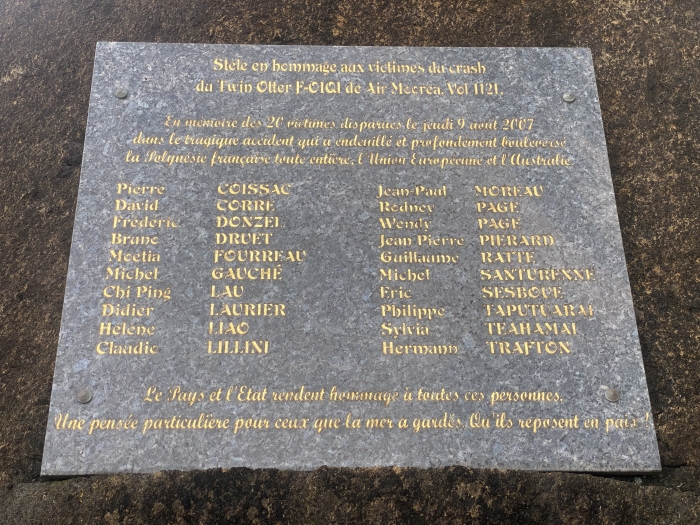 Stèle en hommage aux victimes du crash
du Twin Otter F-OIQI de Air Moorea. Vol 1121.
En mémoire des 20 victimes disparues le jeudi 9 août 2007
dans le tragique accident qui a endeuillé et profondément bouleversé
la Polynésie française toute entière, l'Union Européenne et l'Australie.
Pierre COISSAC
David CORRE
Frédéric DONZEL
Bruno DRUET
Moetia FOURREAU
Michel GAUCHÉ
Chi Ping LAU
Didier LAURIER
Hélène LIAO
Claudie LILLINI
Jean-Paul MOREAU
Rodney PAGE
Wendy PAGE
Jean Pierre PIERARD
Guillaume RATTE
Michel SANTURENNE
Eric SESBOUE
Philippe TAPUTUARAI
Sylvia TEAHAMAI
Hermann TRAFTON
Le Pays et l'Etat rendent hommage à toutes ces personnes.
Une pensée particulière pour ceux que la mer a gardés. Qu'ils reposent en paix !